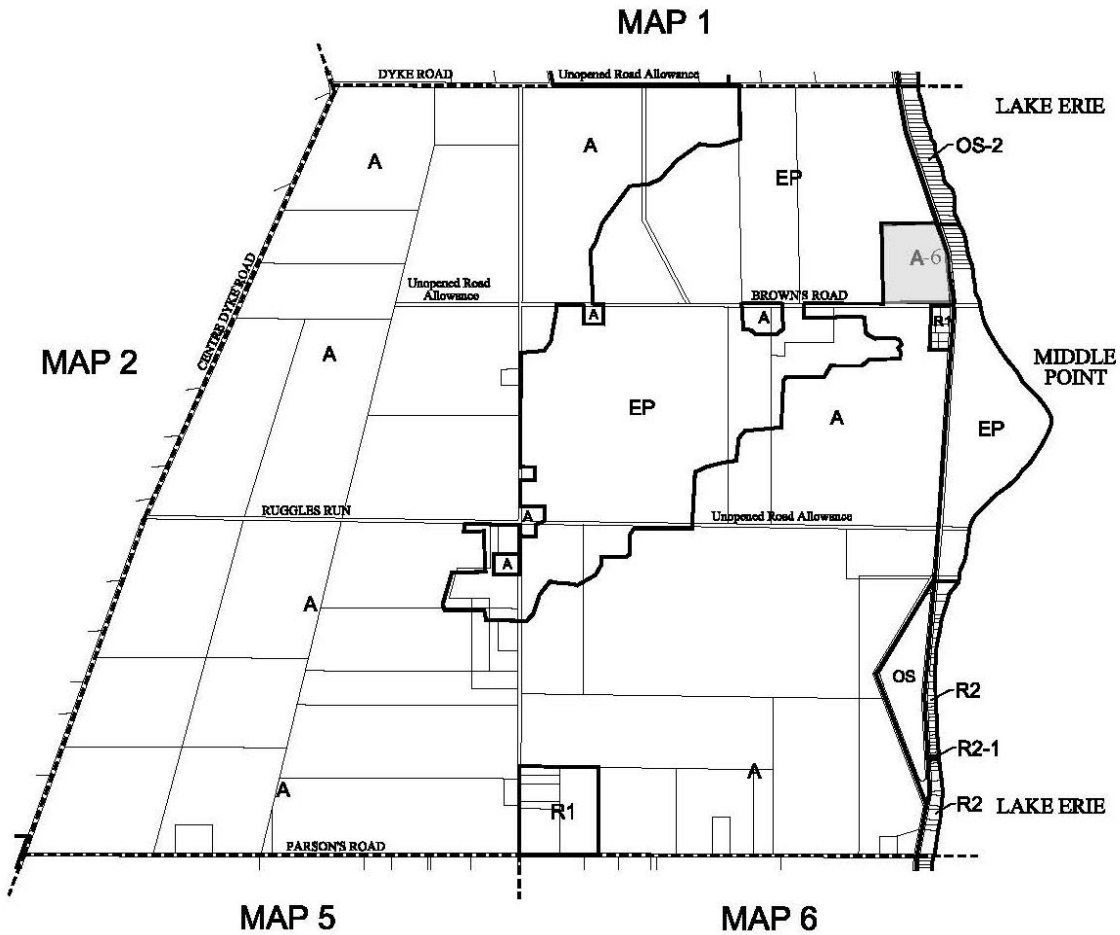 MAP 1
DYKE ROAD
Unopened Road Allowance
LAKE ERIE
OS-2
A
A
EP
A-6
CENTRE DYKE ROAD
Unopened Road
Allowance
BROWN'S ROAD
A
A
R1
MAP 2
A
MIDDLE
POINT
EP
A
EP
RUGGLES RUN
A
Unopened Road Allowance
A
A
OS
R2
R2-1
A
A
R1
R2
LAKE ERIE
PARSON'S ROAD
MAP 5
MAP 6